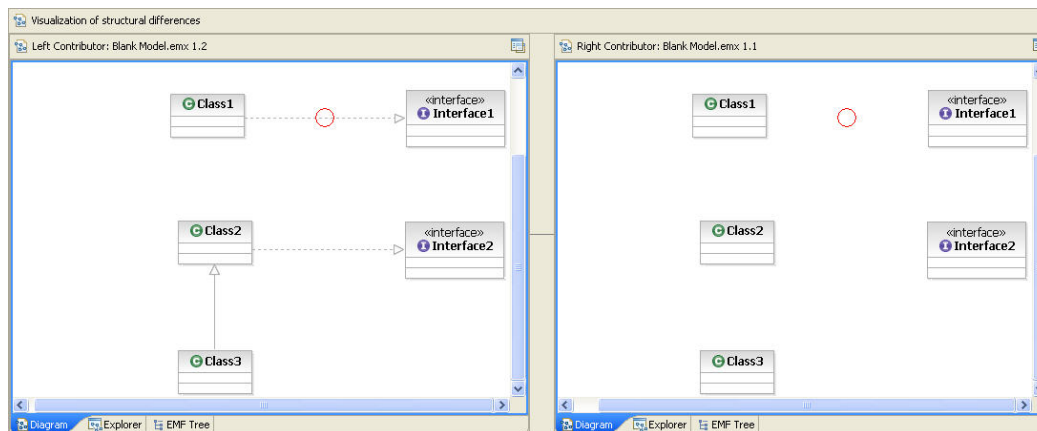 Visualization of structural differences
Left Contributor: Blank Model.emx 1.2
C Class1
«interface»
I Interface1
C Class2
«interface»
I Interface2
C Class3
Diagram Explorer EMF Tree
Right Contributor: Blank Model.emx 1.1
C Class1
«interface»
I Interface1
C Class2
«interface»
I Interface2
C Class3
Diagram Explorer EMF Tree